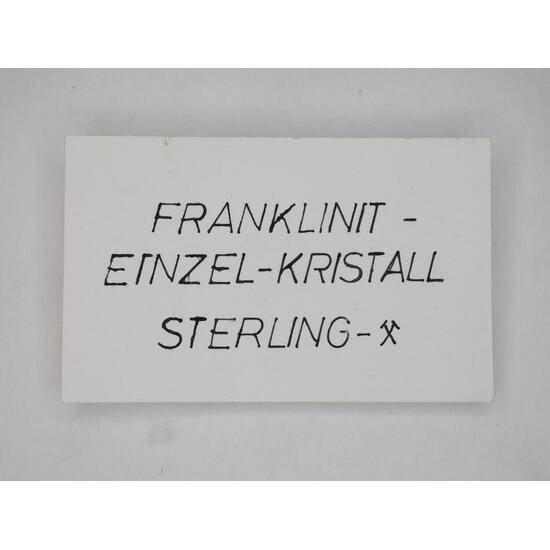 FRANKLINIT -
EINZEL-KRISTALL
STERLING-⚒